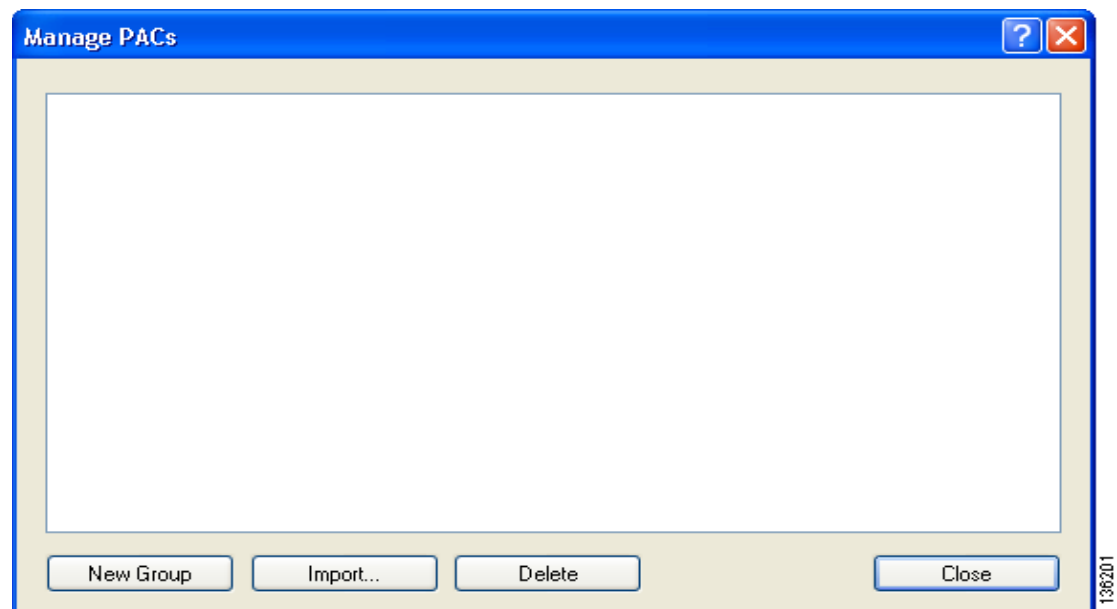 Manage PACs
?
New Group
Import...
Delete
Close
136201